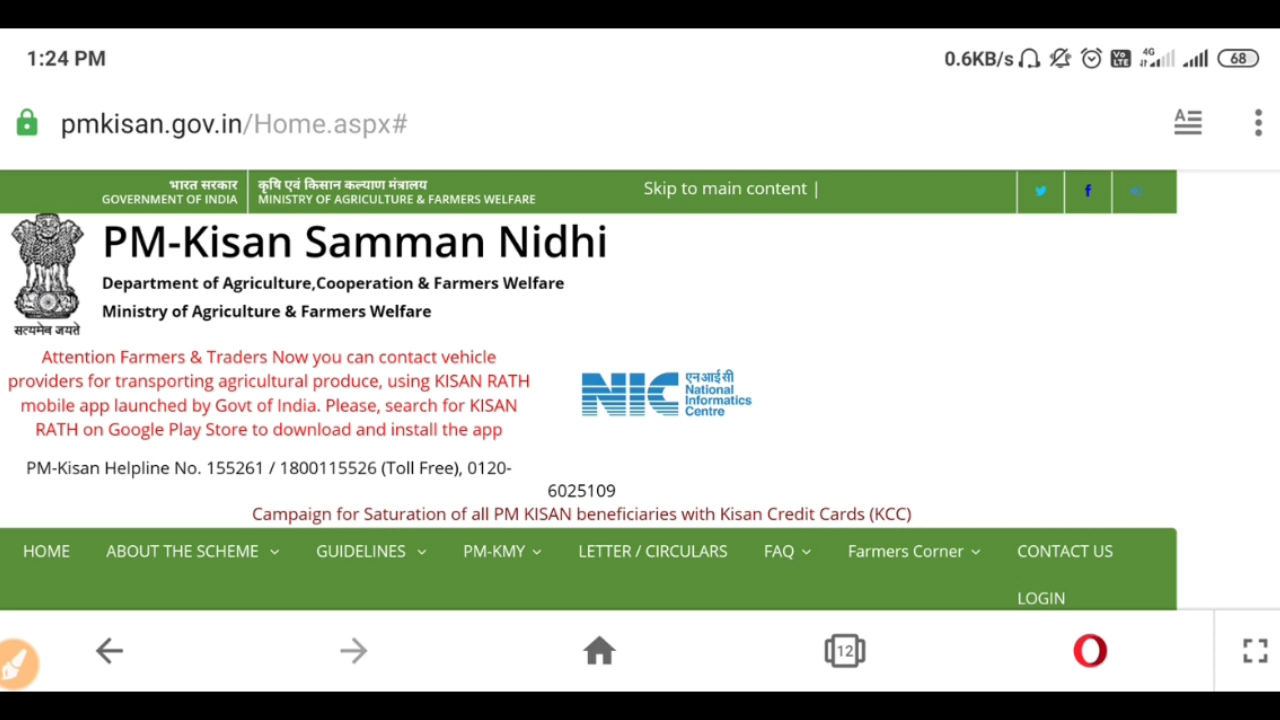 1:24 PM
0.6KB/s
Vo LTE
4G
68
pmkisan.gov.in/Home.aspx#
भारत सरकार
GOVERNMENT OF INDIA
कृषि एवं किसान कल्याण मंत्रालय
MINISTRY OF AGRICULTURE & FARMERS WELFARE
Skip to main content |
PM-Kisan Samman Nidhi
Department of Agriculture,Cooperation & Farmers Welfare
Ministry of Agriculture & Farmers Welfare
सत्यमेव जयते
Attention Farmers & Traders Now you can contact vehicle
providers for transporting agricultural produce, using KISAN RATH
mobile app launched by Govt of India. Please, search for KISAN
RATH on Google Play Store to download and install the app
NIC
एनआईसी
National
Informatics
Centre
PM-Kisan Helpline No. 155261 / 1800115526 (Toll Free), 0120-
6025109
Campaign for Saturation of all PM KISAN beneficiaries with Kisan Credit Cards (KCC)
HOME ABOUT THE SCHEME GUIDELINES PM-KMY LETTER / CIRCULARS FAQ Farmers Corner CONTACT US
LOGIN
12